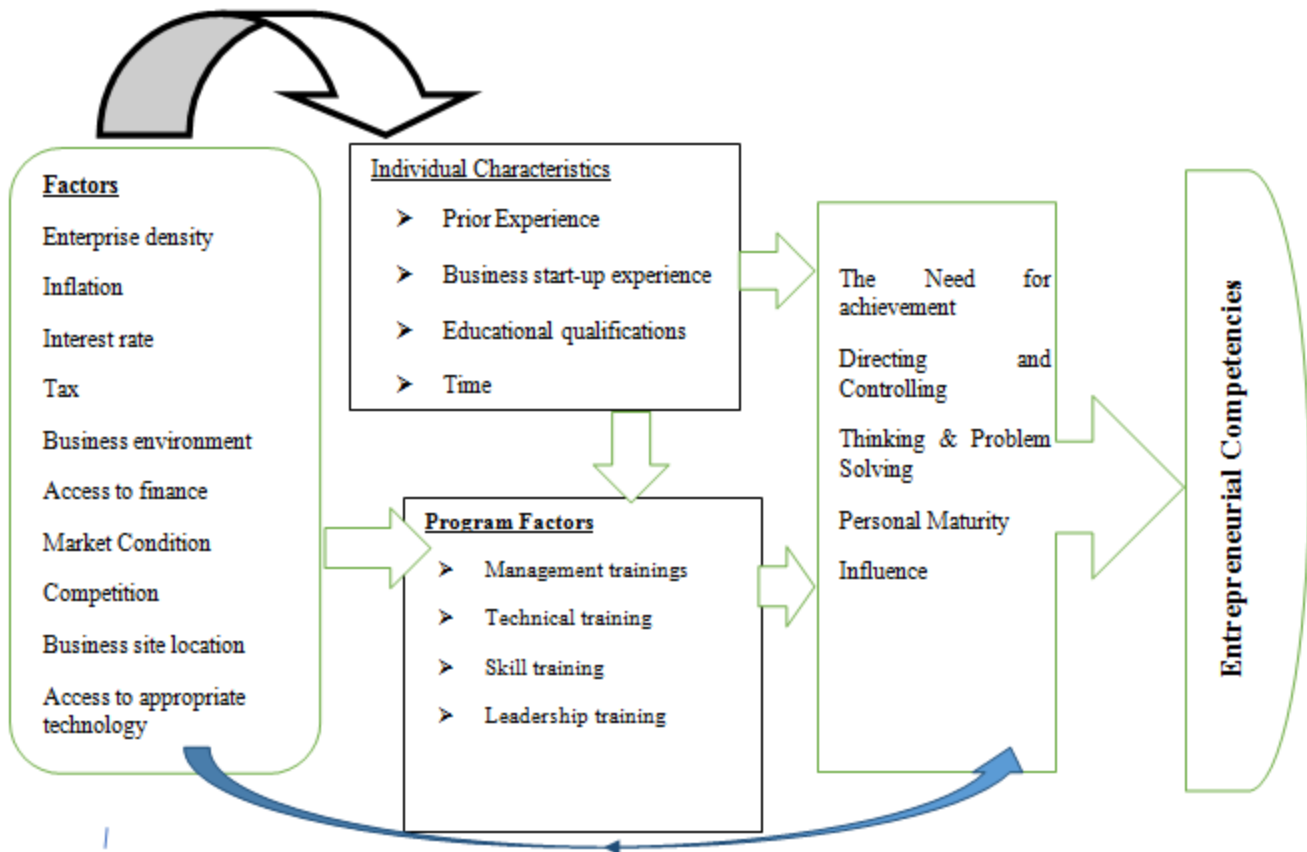 Factors
Enterprise density
Inflation
Interest rate
Tax
Business environment
Access to finance
Market Condition
Competition
Business site location
Access to appropriate
technology
Individual Characteristics
Prior Experience
Business start-up experience
Educational qualifications
Time
Program Factors
Management trainings
Technical training
Skill training
Leadership training
The Need for
achievement
Directing and
Controlling
Thinking & Problem
Solving
Personal Maturity
Influence
Entrepreneurial Competencies